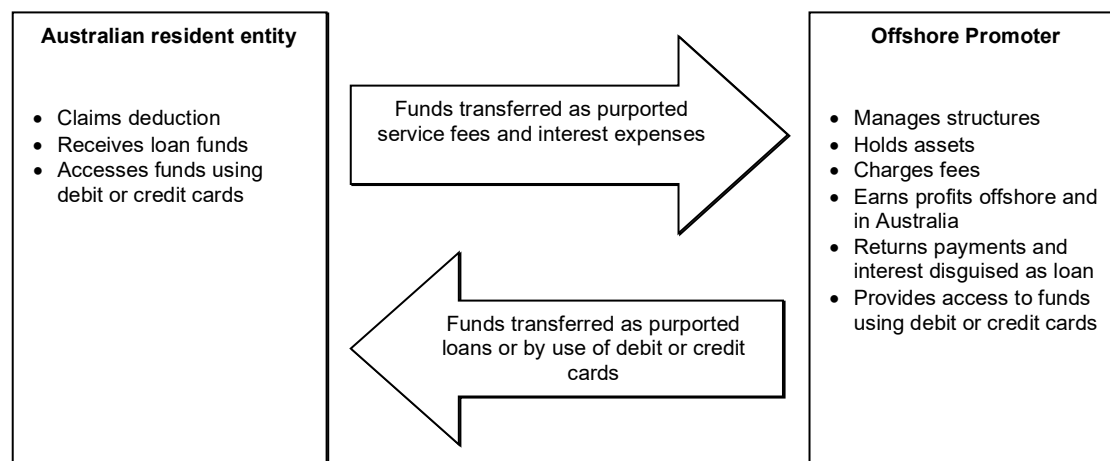 Australian resident entity
• Claims deduction
• Receives loan funds
• Accesses funds using
debit or credit cards
Funds transferred as purported
service fees and interest expenses
Funds transferred as purported
loans or by use of debit or credit
cards
Offshore Promoter
• Manages structures
• Holds assets
• Charges fees
• Earns profits offshore and
in Australia
• Returns payments and
interest disguised as loan
• Provides access to funds
using debit or credit cards